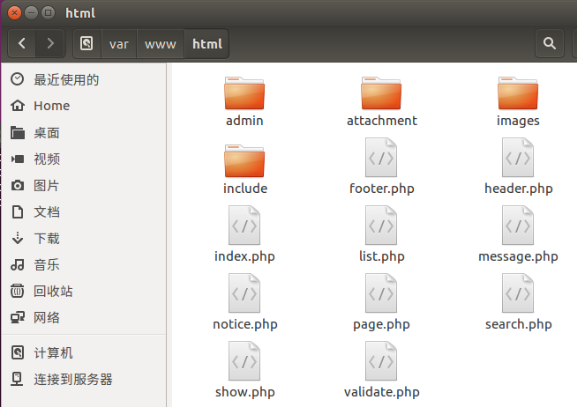 html
var www html
最近使用的
Home
桌面
视频
图片
文档
下载
音乐
回收站
网络
计算机
连接到服务器
admin attachment images
include footer.php header.php
index.php list.php message.php
notice.php page.php search.php
show.php validate.php